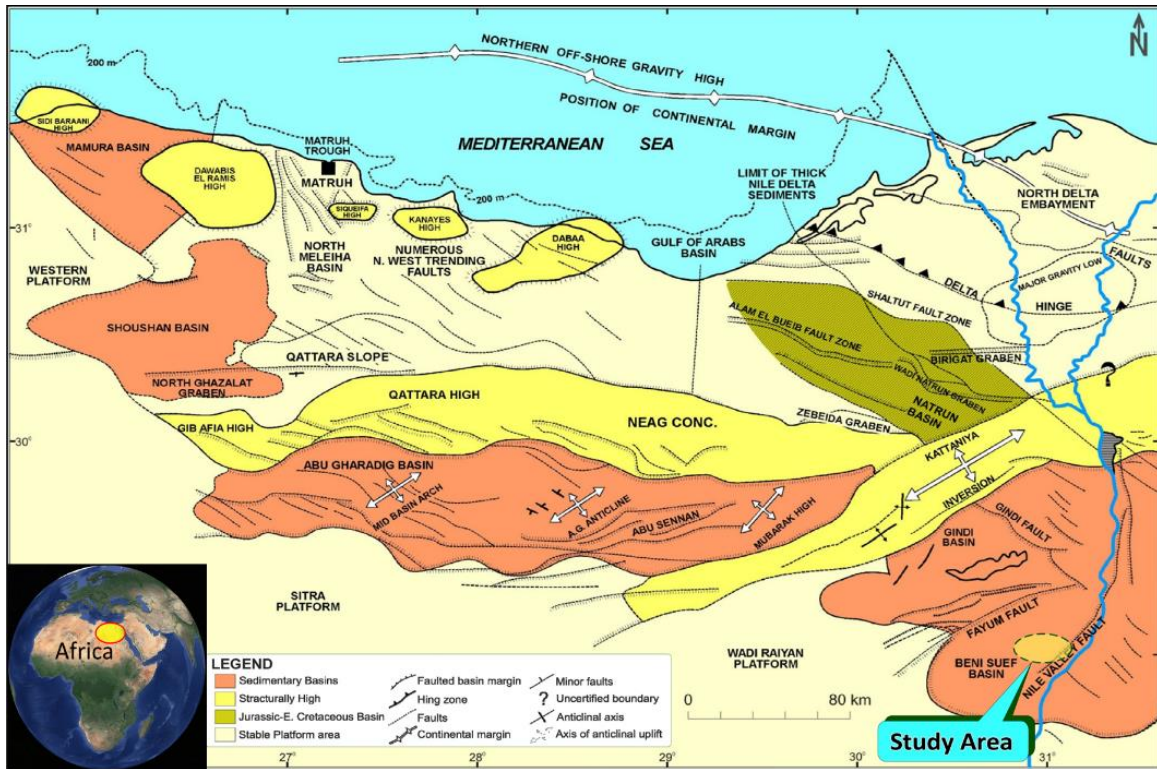 N
200 m
NORTHERN OFF-SHORE GRAVITY HIGH
POSITION OF CONTINENTAL MARGIN
SIDI BARAANI
HIGH
MAMURA BASIN
MATRUH
TROUGH
MEDITERRANEAN SEA
DAWABIS
EL RAMIS
HIGH
MATRUH
LIMIT OF THICK
NILE DELTA
SEDIMENTS
NORTH DELTA
EMBAYMENT
200 m
SIQUEIFA
HIGH
KANAYES
HIGH
31°
31°
DABAA
HIGH
GULF OF ARABS
BASIN
NORTH
MELEIHA
BASIN
NUMEROUS
N. WEST TRENDING
FAULTS
WESTERN
PLATFORM
FAULTS
MAJOR GRAVITY LOW
DELTA
HINGE
SHALTUT FAULT ZONE
SHOUSHAN BASIN
ALAM EL BUEIB FAULT ZONE
BIRIGAT GRABEN
QATTARA SLOPE
WADI NATRUN GRABEN
NORTH GHAZALAT
GRABEN
NATRUN
BASIN
QATTARA HIGH
ZEBEIDA GRABEN
NEAG CONC.
GIB AFIA HIGH
30°
30°
KATTANIYA
INVERSION
ABU GHARADIG BASIN
MID BASIN ARCH
A.G. ANTICLINE
ABU SENNAN
MUBARAK HIGH
GINDI FAULT
GINDI
BASIN
SITRA
PLATFORM
FAYUM FAULT
WADI RAIYAN
PLATFORM
BENI SUEF
BASIN
NILE VALLEY FAULT
Africa
LEGEND
Sedimentary Basins
Stracturally High
Jurassic-E. Cretaceous Basin
Stable Platform area
Faulted basin margin
Hing zone
Faults
Continental margin
Minor faults
? Uncertified boundary
Anticlinal axis
Axis of anticlinal uplift
0 80 km
Study Area
27° 28° 29° 30° 31°